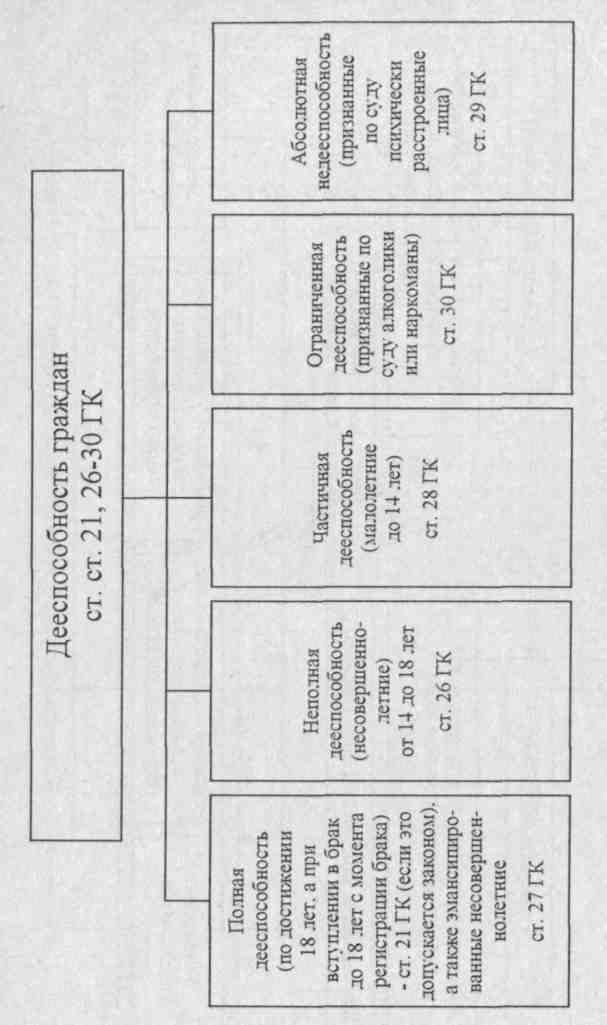 Дееспособность граждан
ст. ст. 21, 26-30 ГК
Полная
дееспособность
(по достижении
18 лет, а при
вступлении в брак
до 18 лет с момента
регистрации брака)
- ст. 21 ГК (если это
допускается законом),
а также эмансипиро-
ванные несовершен-
нолетние
ст. 27 ГК
Неполная
дееспособность
(несовершенно-
летние)
от 14 до 18 лет
ст. 26 ГК
Частичная
дееспособность
(малолетние
до 14 лет)
ст. 28 ГК
Ограниченная
дееспособность
(признанные по
суду алкоголики
или наркоманы)
ст. 30 ГК
Абсолютная
недееспособность
(признанные
по суду
психически
расстроенные
лица)
ст. 29 ГК